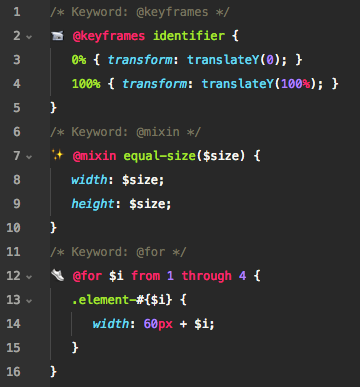 1 /* Keyword: @keyframes */
2 📽 @keyframes identifier {
3 0% { transform: translateY(0); }
4 100% { transform: translateY(100%); }
5 }
6 /* Keyword: @mixin */
7 ✨ @mixin equal-size($size) {
8 width: $size;
9 height: $size;
10 }
11 /* Keyword: @for */
12 👟 @for $i from 1 through 4 {
13 .element-#{$i} {
14 width: 60px + $i;
15 }
16 }